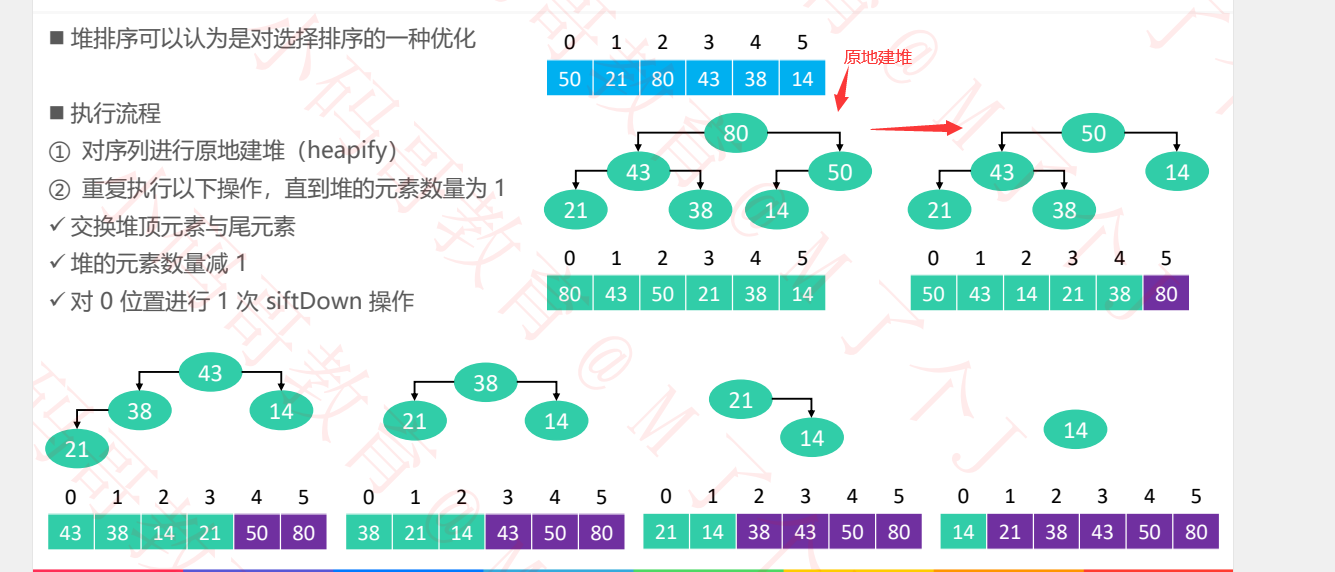 ■ 堆排序可以认为是对选择排序的一种优化
■ 执行流程
① 对序列进行原地建堆（heapify）
② 重复执行以下操作，直到堆的元素数量为 1
✓ 交换堆顶元素与尾元素
✓ 堆的元素数量减 1
✓ 对 0 位置进行 1 次 siftDown 操作
0 1 2 3 4 5
50 21 80 43 38 14
原地建堆
80
43 50
21 38 14
0 1 2 3 4 5
80 43 50 21 38 14
50
43 14
21 38
0 1 2 3 4 5
50 43 14 21 38 80
43
38 14
21
0 1 2 3 4 5
43 38 14 21 50 80
38
21 14
0 1 2 3 4 5
38 21 14 43 50 80
21
14
0 1 2 3 4 5
21 14 38 43 50 80
14
0 1 2 3 4 5
14 21 38 43 50 80
小码哥教育@M了个J